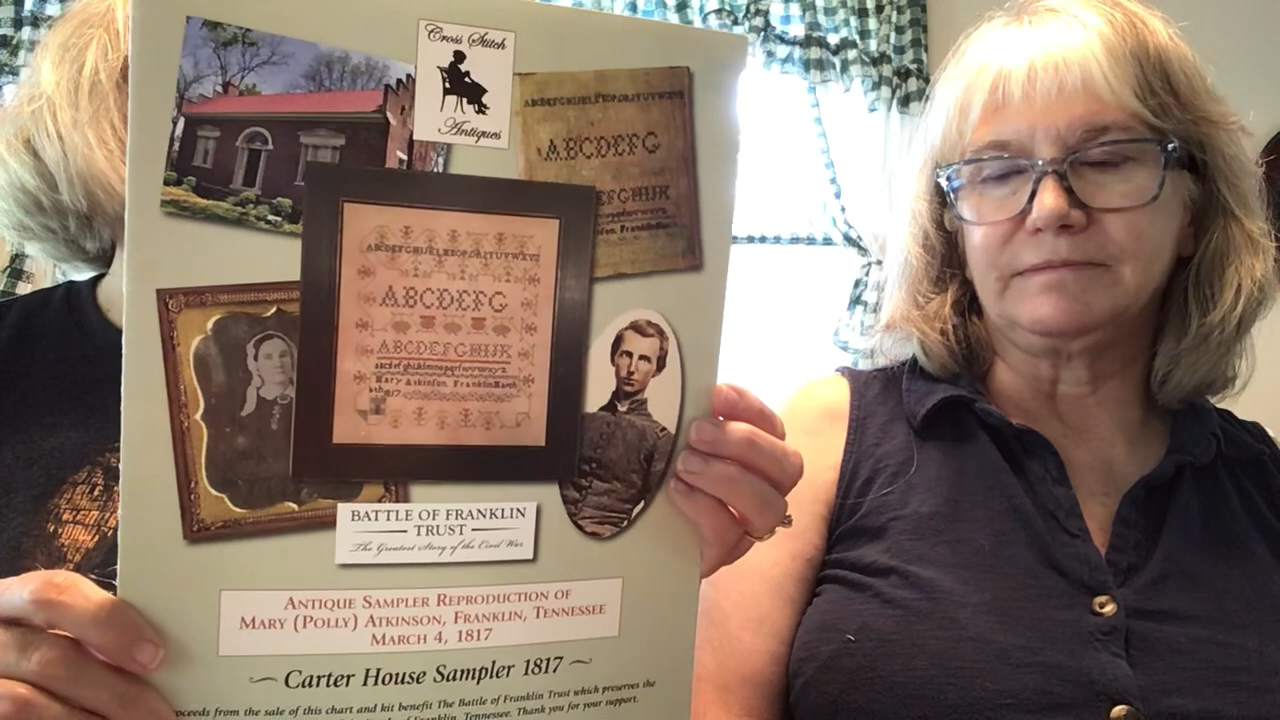 Cross Stitch
Antiques
ABCDEFG
ABCDEFG
ABCDEFGHIJK
Mary Atkinson Franklin March
1817
BATTLE OF FRANKLIN
TRUST
The Greatest Story of the Civil War
ANTIQUE SAMPLER REPRODUCTION OF
MARY (POLLY) ATKINSON, FRANKLIN, TENNESSEE
MARCH 4, 1817
Carter House Sampler 1817
from the sale of this chart and kit benefit The Battle of Franklin Trust which preserves the
of Franklin, Tennessee. Thank you for your support.